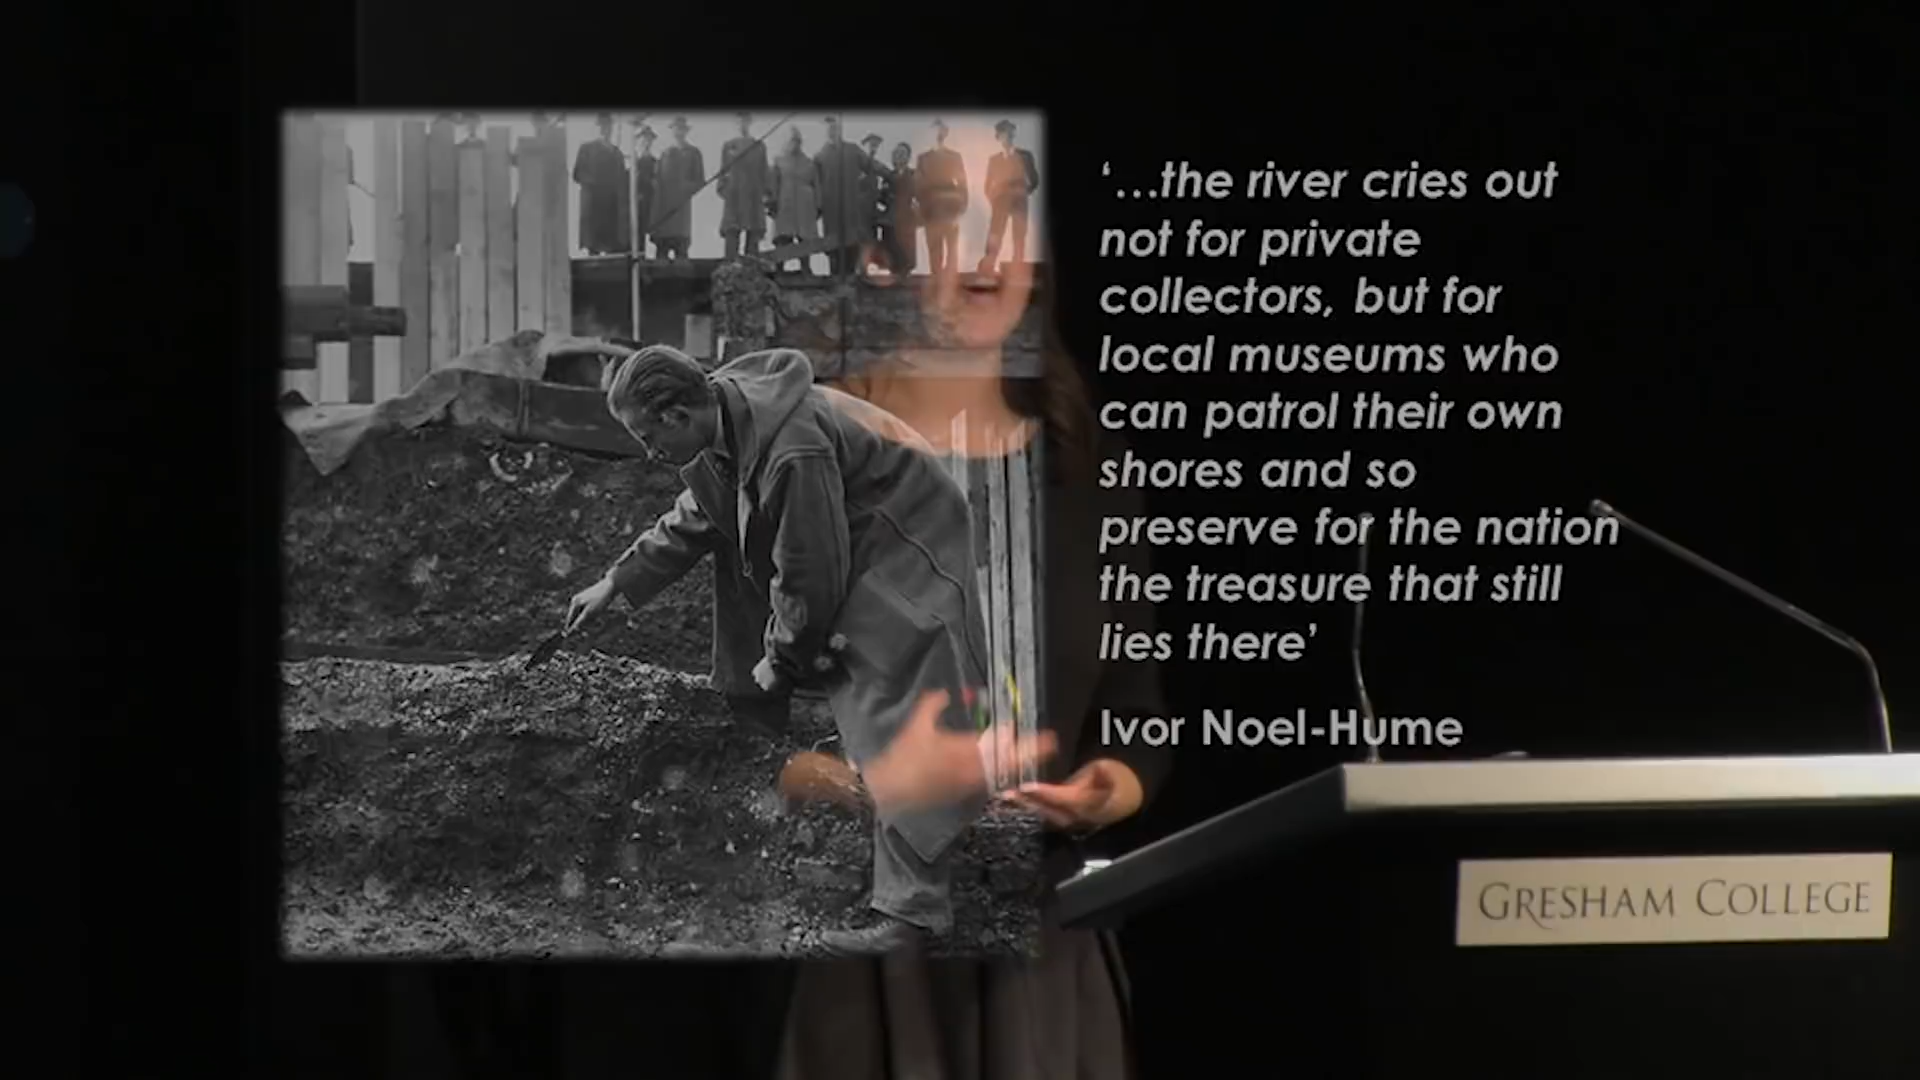 ‘...the river cries out
not for private
collectors, but for
local museums who
can patrol their own
shores and so
preserve for the nation
the treasure that still
lies there’
Ivor Noel-Hume
GRESHAM COLLEGE